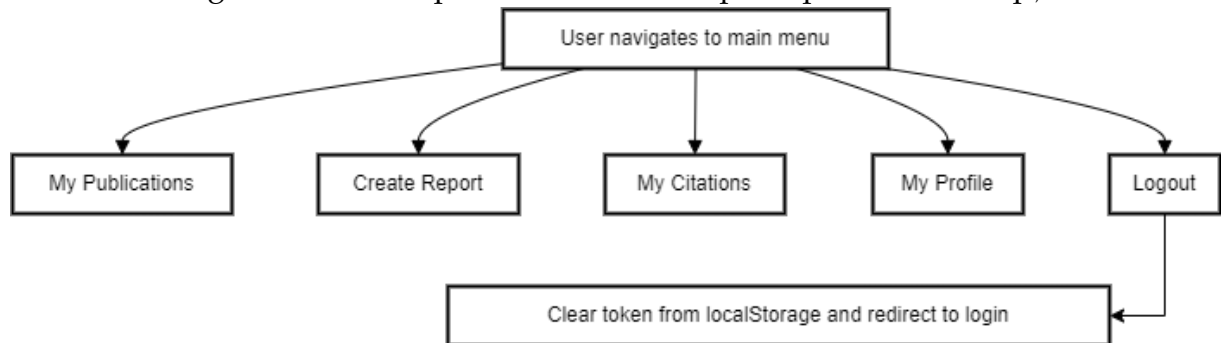 User navigates to main menu
My Publications
Create Report
My Citations
My Profile
Logout
Clear token from localStorage and redirect to login